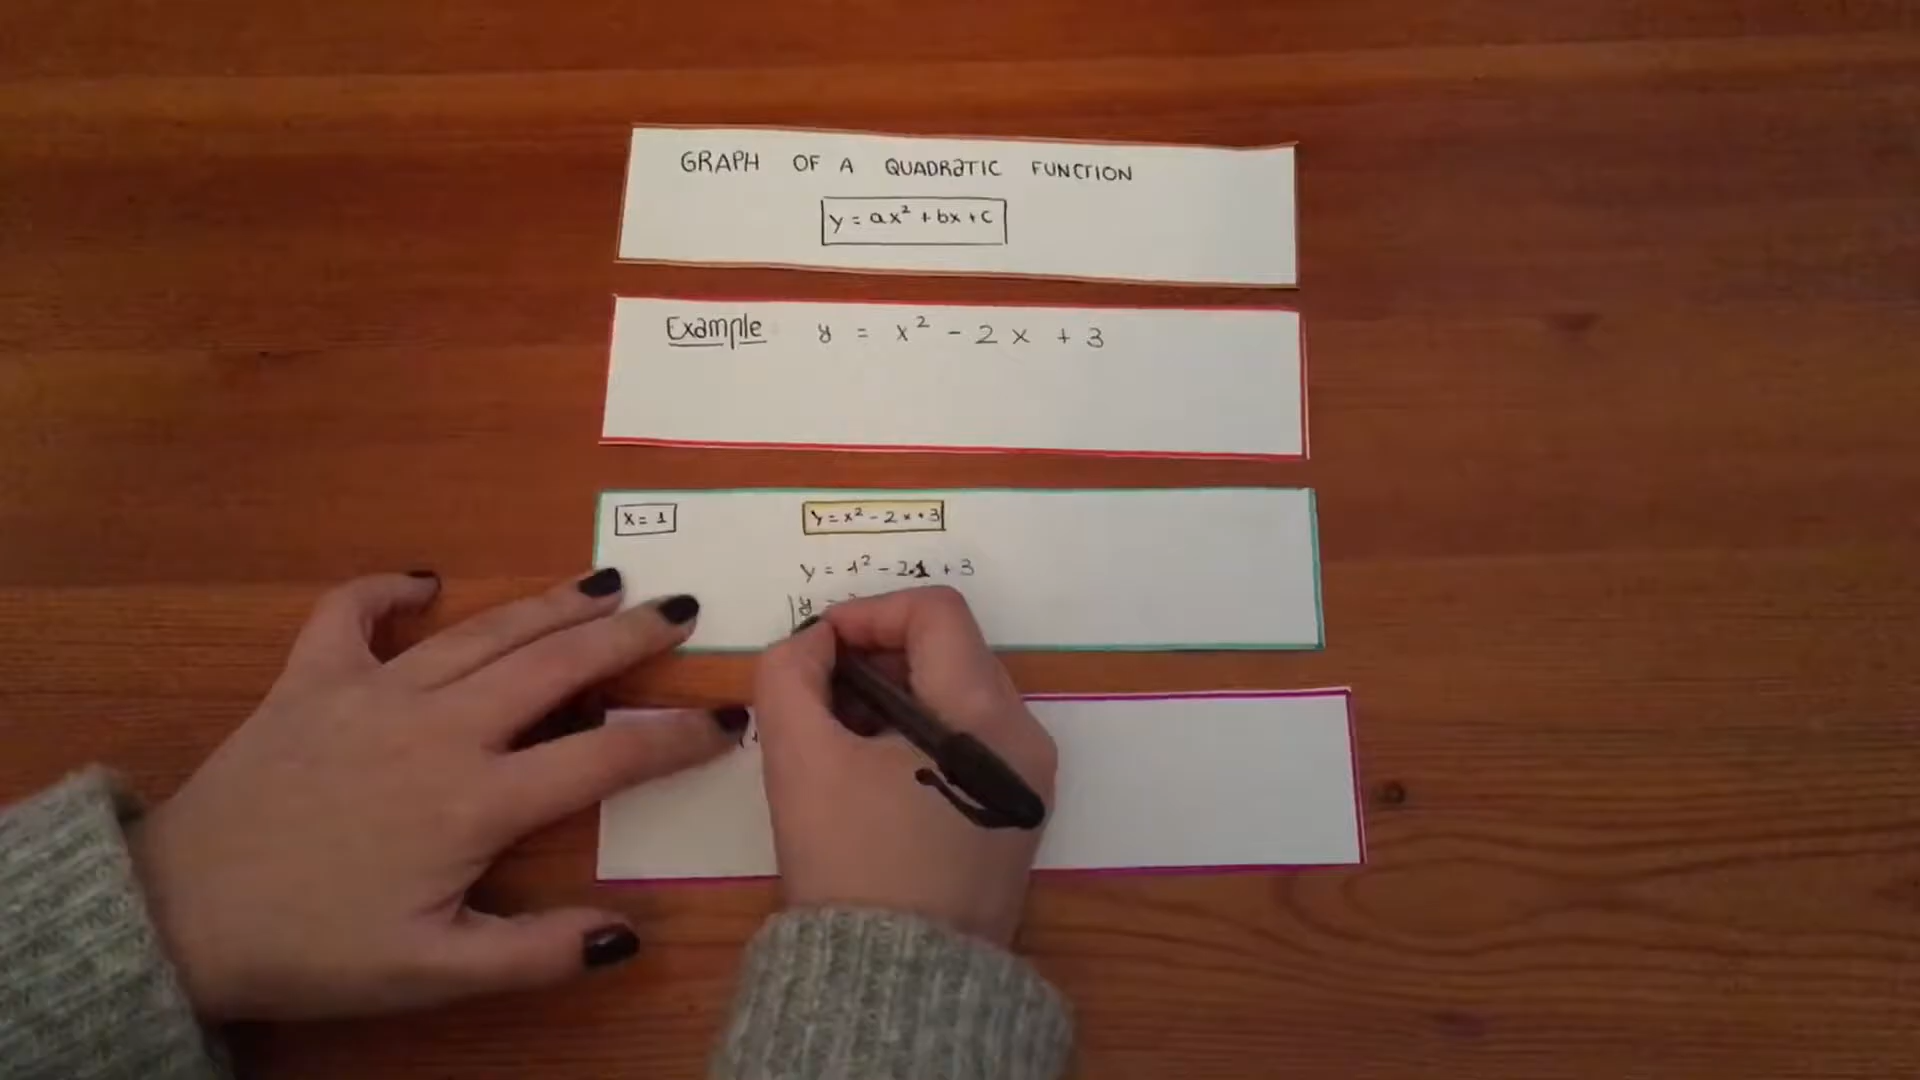 GRAPH OF A QUADRATIC FUNCTION
y = ax² + bx + c
Example y = x² - 2x + 3
x = 1
y = x² - 2x + 3
y = 1² - 2·1 + 3
y =